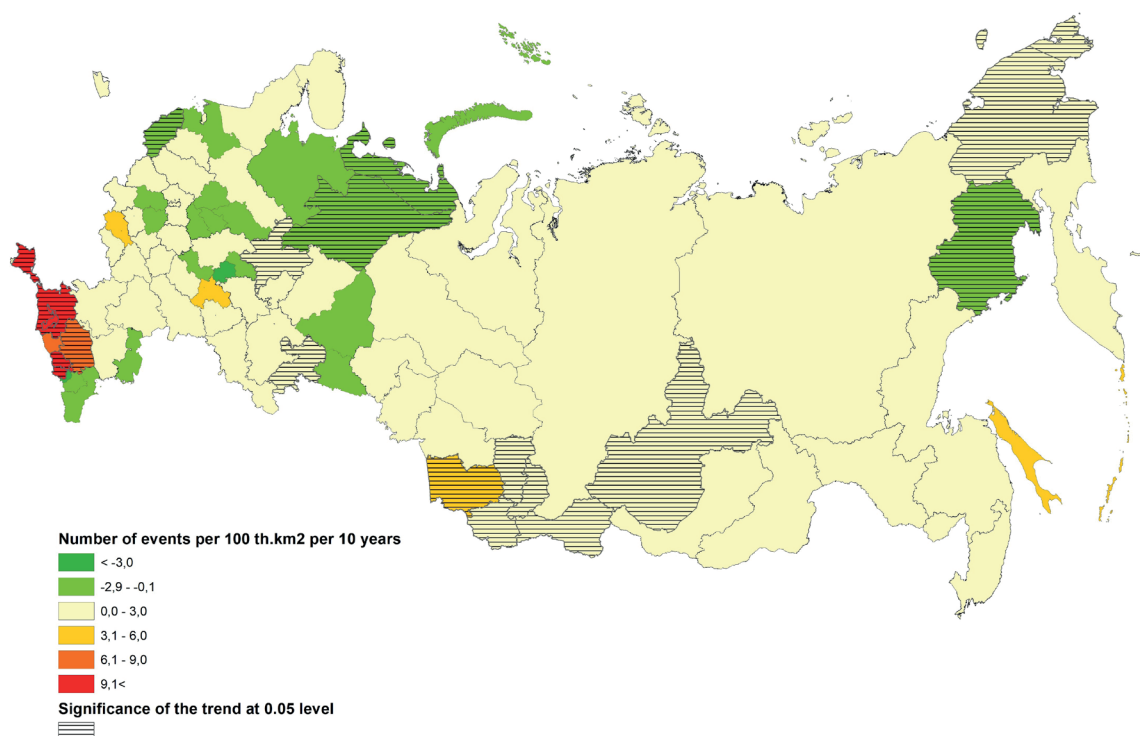 Number of events per 100 th.km2 per 10 years
< -3,0
-2,9 - -0,1
0,0 - 3,0
3,1 - 6,0
6,1 - 9,0
9,1<
Significance of the trend at 0.05 level